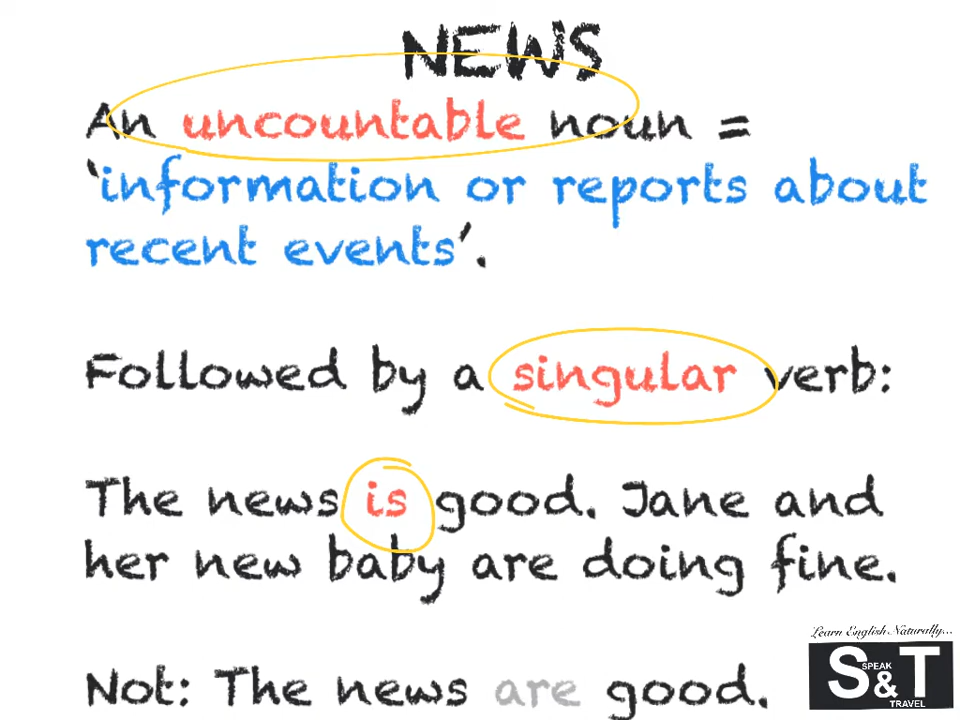 NEWS
An uncountable noun =
‘information or reports about
recent events’.
Followed by a singular verb:
The news is good. Jane and
her new baby are doing fine.
Not: The news are good.
Learn English Naturally...
S&T
SPEAK
TRAVEL